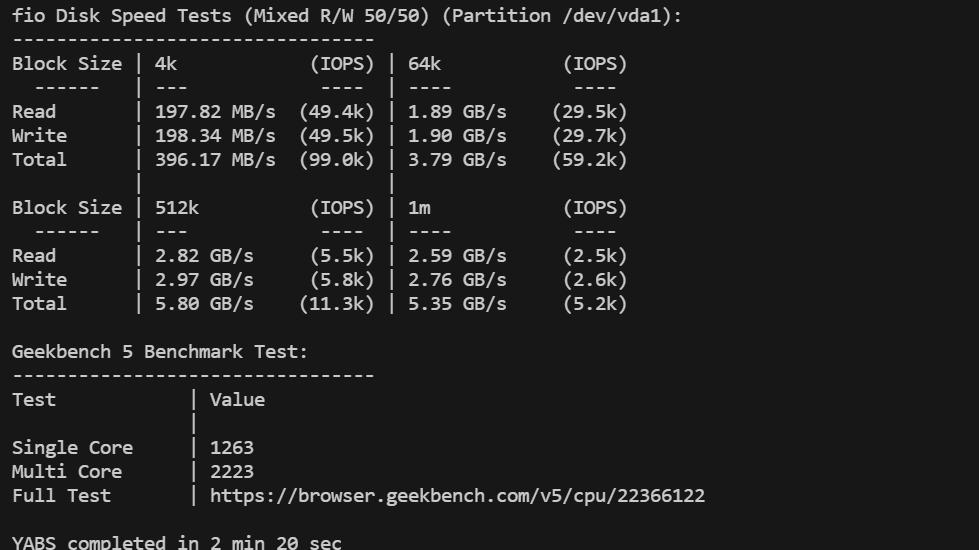 fio Disk Speed Tests (Mixed R/W 50/50) (Partition /dev/vda1):
---------------------------------
Block Size | 4k            (IOPS) | 64k           (IOPS)
  ------   | ---            ----  | ----           ----
Read       | 197.82 MB/s  (49.4k) | 1.89 GB/s    (29.5k)
Write      | 198.34 MB/s  (49.5k) | 1.90 GB/s    (29.7k)
Total      | 396.17 MB/s  (99.0k) | 3.79 GB/s    (59.2k)
           |                      |
Block Size | 512k          (IOPS) | 1m            (IOPS)
  ------   | ---            ----  | ----           ----
Read       | 2.82 GB/s     (5.5k) | 2.59 GB/s     (2.5k)
Write      | 2.97 GB/s     (5.8k) | 2.76 GB/s     (2.6k)
Total      | 5.80 GB/s    (11.3k) | 5.35 GB/s     (5.2k)

Geekbench 5 Benchmark Test:
---------------------------------
Test            | Value
                |
Single Core     | 1263
Multi Core      | 2223
Full Test       | https://browser.geekbench.com/v5/cpu/22366122

YABS completed in 2 min 20 sec